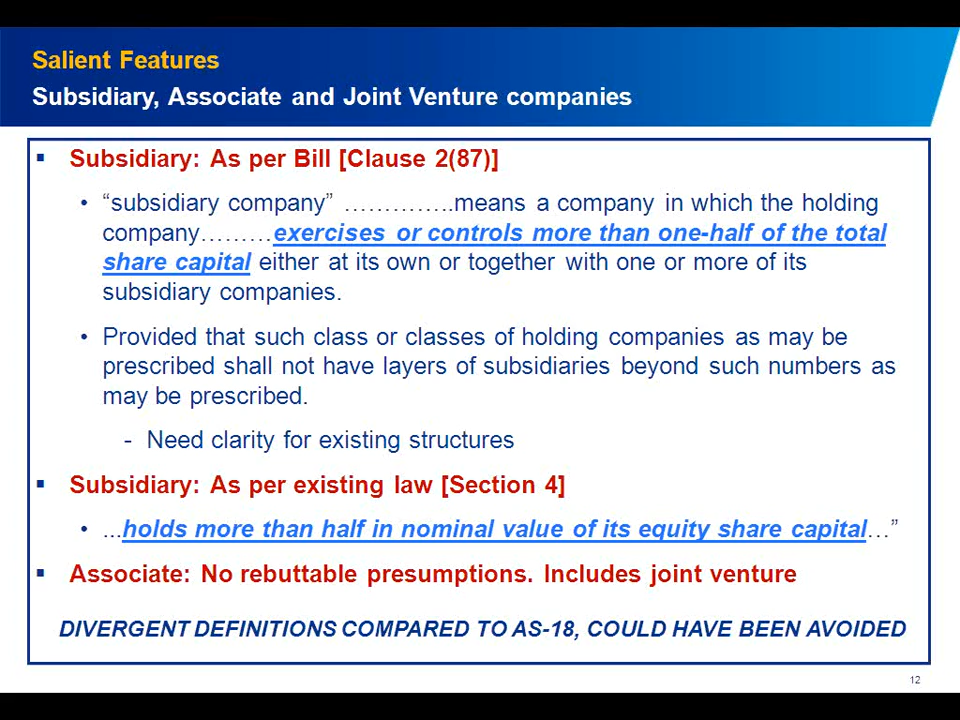 Salient Features
Subsidiary, Associate and Joint Venture companies
▪ Subsidiary: As per Bill [Clause 2(87)]
• “subsidiary company” …………..means a company in which the holding
company………exercises or controls more than one-half of the total
share capital either at its own or together with one or more of its
subsidiary companies.
• Provided that such class or classes of holding companies as may be
prescribed shall not have layers of subsidiaries beyond such numbers as
may be prescribed.
- Need clarity for existing structures
▪ Subsidiary: As per existing law [Section 4]
• ...holds more than half in nominal value of its equity share capital…”
▪ Associate: No rebuttable presumptions. Includes joint venture
DIVERGENT DEFINITIONS COMPARED TO AS-18, COULD HAVE BEEN AVOIDED
12